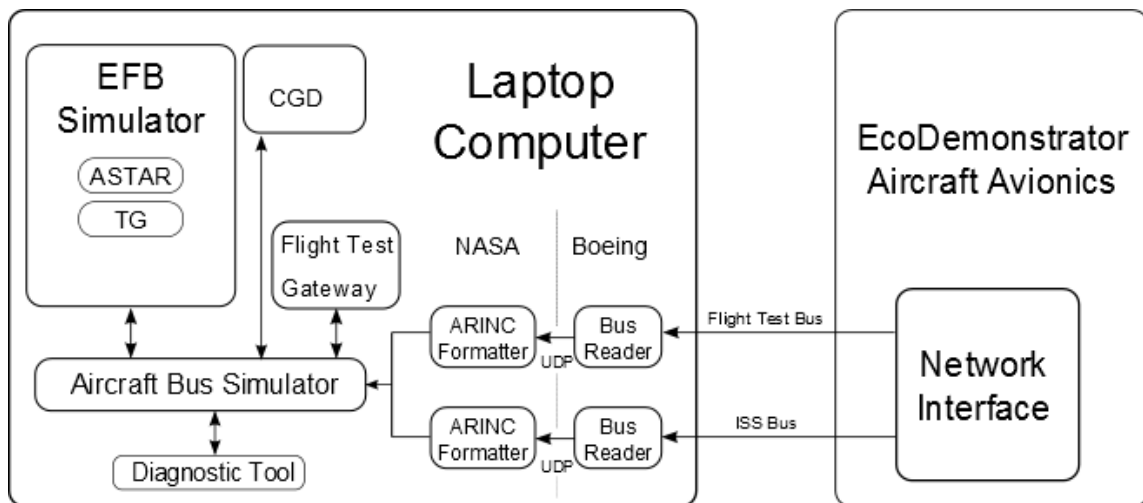 EFB
Simulator
ASTAR
TG
CGD
Laptop
Computer
Flight Test
Gateway
NASA
Boeing
ARINC
Formatter
UDP
Bus
Reader
Flight Test Bus
Aircraft Bus Simulator
ARINC
Formatter
UDP
Bus
Reader
ISS Bus
Diagnostic Tool
EcoDemonstrator
Aircraft Avionics
Network
Interface